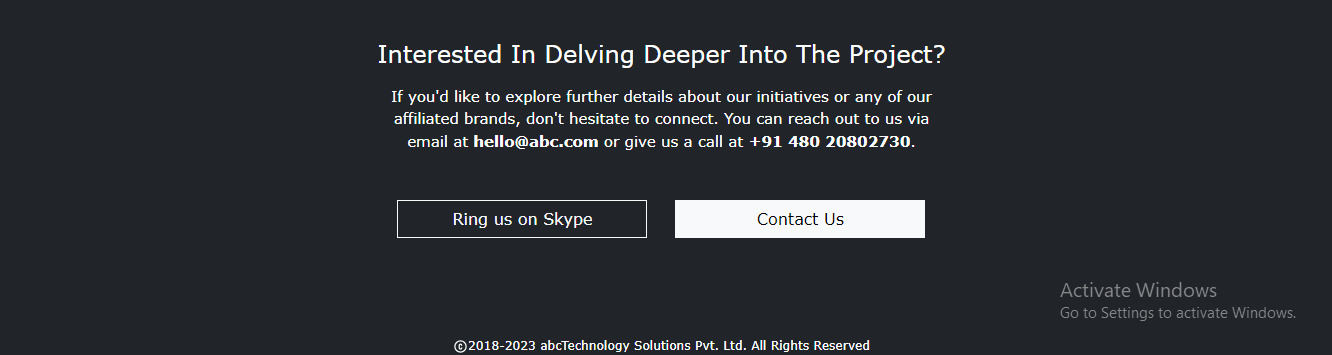 Interested In Delving Deeper Into The Project?
If you'd like to explore further details about our initiatives or any of our
affiliated brands, don't hesitate to connect. You can reach out to us via
email at hello@abc.com or give us a call at +91 480 20802730.
Ring us on Skype
Contact Us
Activate Windows
Go to Settings to activate Windows.
©2018-2023 abcTechnology Solutions Pvt. Ltd. All Rights Reserved